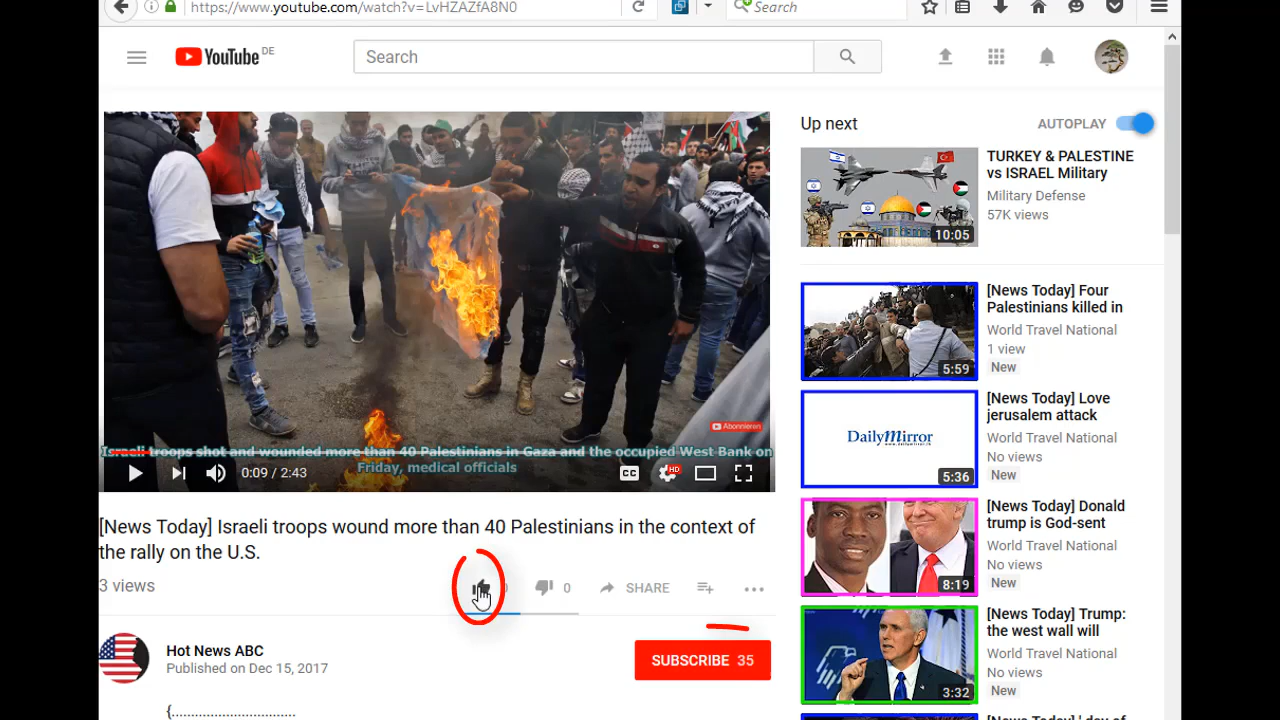 https://www.youtube.com/watch?v=LvHZAZfA8N0
Search
YouTube DE
Search
Abonnieren
Israeli troops shot and wounded more than 40 Palestinians in Gaza and the occupied West Bank on
Friday, medical officials
0:09 / 2:43
CC
HD
[News Today] Israeli troops wound more than 40 Palestinians in the context of
the rally on the U.S.
3 views
0
SHARE
Hot News ABC
Published on Dec 15, 2017
SUBSCRIBE 35
{...............................
Up next
AUTOPLAY
10:05
TURKEY & PALESTINE
vs ISRAEL Military
Military Defense
57K views
5:59
[News Today] Four
Palestinians killed in
World Travel National
1 view
New
DailyMirror
www.dailymirror.lk
5:36
[News Today] Love
jerusalem attack
World Travel National
No views
New
8:19
[News Today] Donald
trump is God-sent
World Travel National
No views
New
3:32
[News Today] Trump:
the west wall will
World Travel National
No views
New